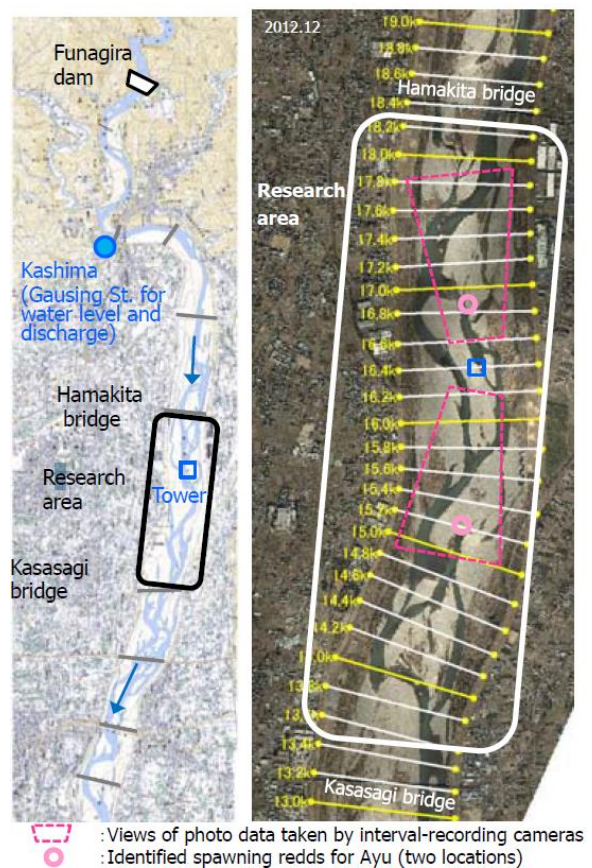 Funagira
dam
Kashima
(Gausing St. for
water level and
discharge)
Hamakita
bridge
Research
area
Tower
Kasasagi
bridge
2012.12
19.0k
18.8k
18.6k
Hamakita bridge
18.4k
18.2k
18.0k
Research
area
17.8k
17.6k
17.4k
17.2k
17.0k
16.8k
16.6k
16.4k
16.2k
16.0k
15.8k
15.6k
15.4k
15.2k
15.0k
14.8k
14.6k
14.4k
14.2k
14.0k
13.8k
13.6k
13.4k
13.2k
Kasasagi bridge
13.0k
:Views of photo data taken by interval-recording cameras
:Identified spawning redds for Ayu (two locations)